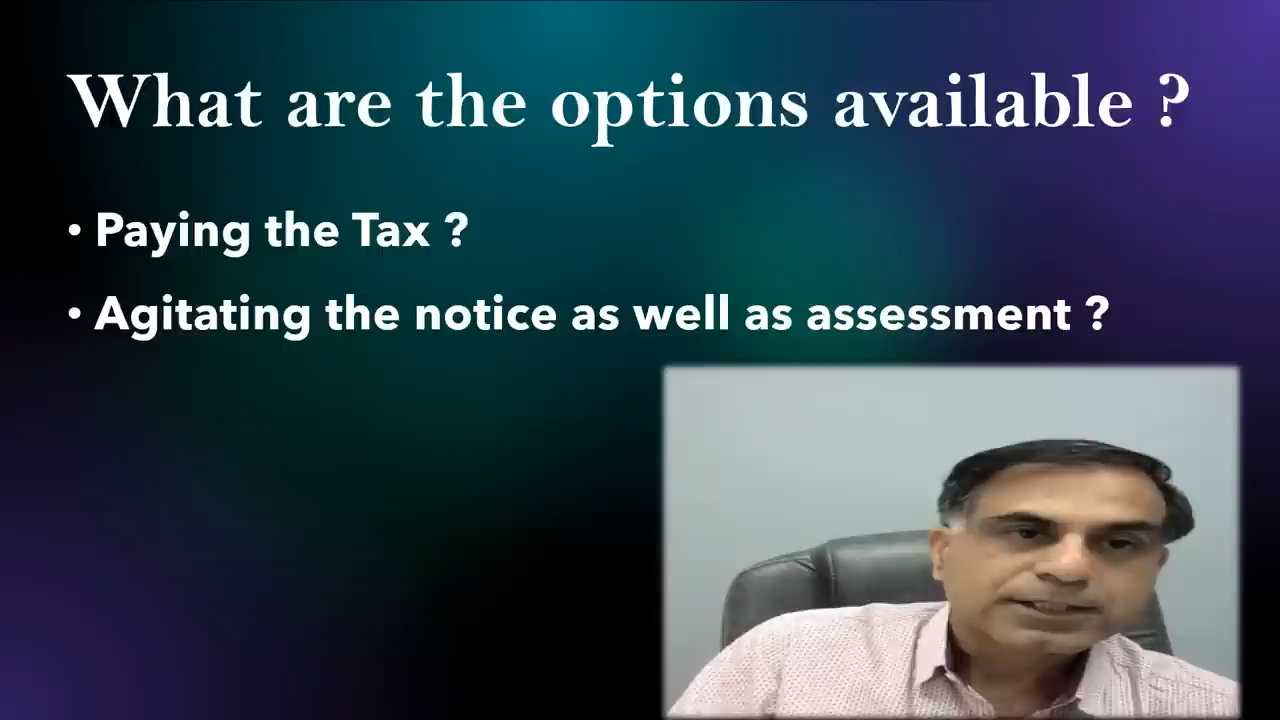 What are the options available ?
• Paying the Tax ?
• Agitating the notice as well as assessment ?